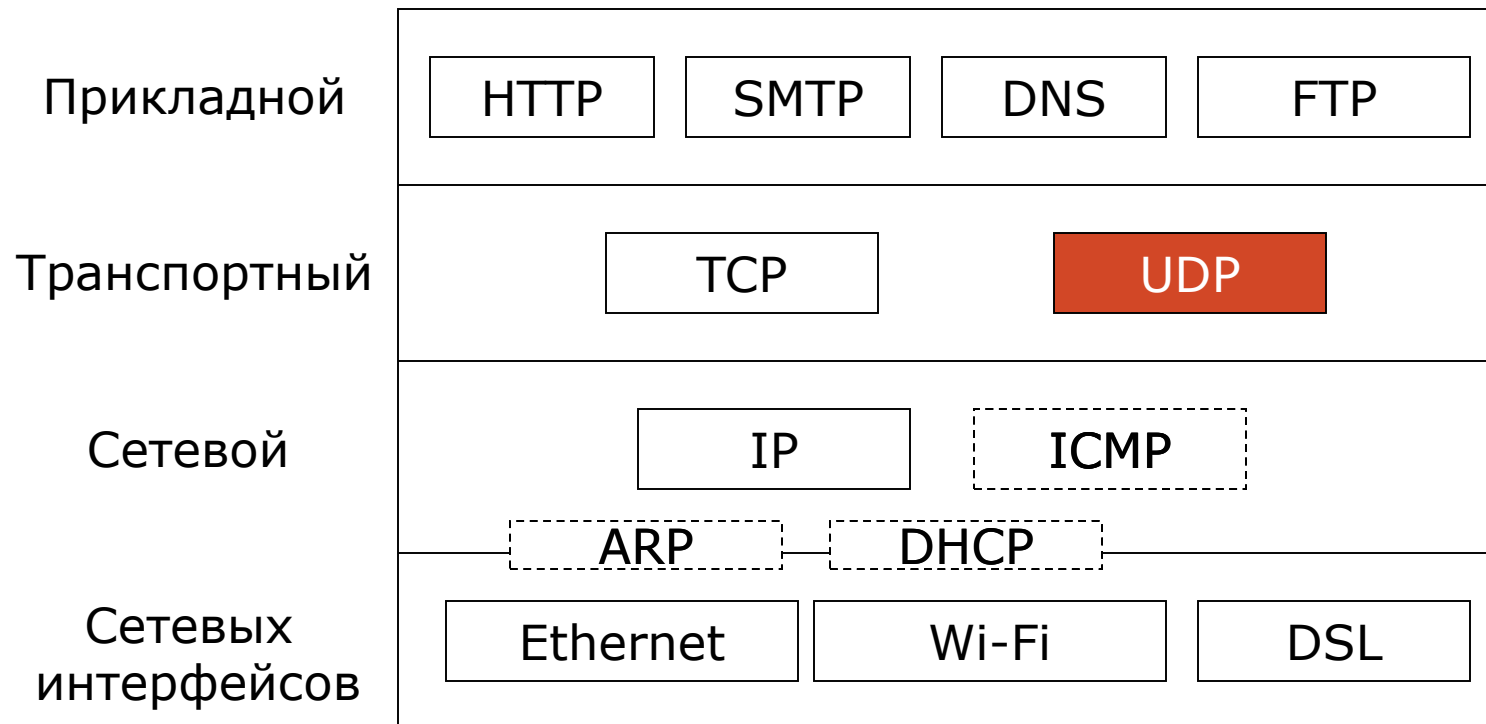 Прикладной
HTTP
SMTP
DNS
FTP
Транспортный
TCP
UDP
Сетевой
IP
ICMP
ARP
DHCP
Сетевых
интерфейсов
Ethernet
Wi-Fi
DSL